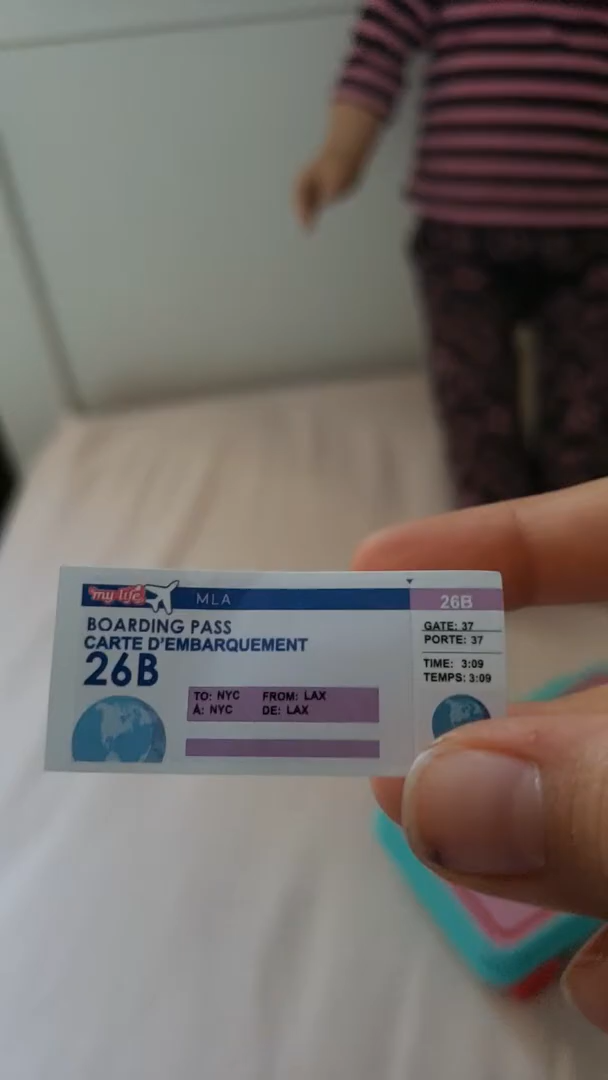 my life MLA 26B
BOARDING PASS
CARTE D'EMBARQUEMENT
26B
TO: NYC FROM: LAX
À: NYC DE: LAX
GATE: 37
PORTE: 37
TIME: 3:09
TEMPS: 3:09